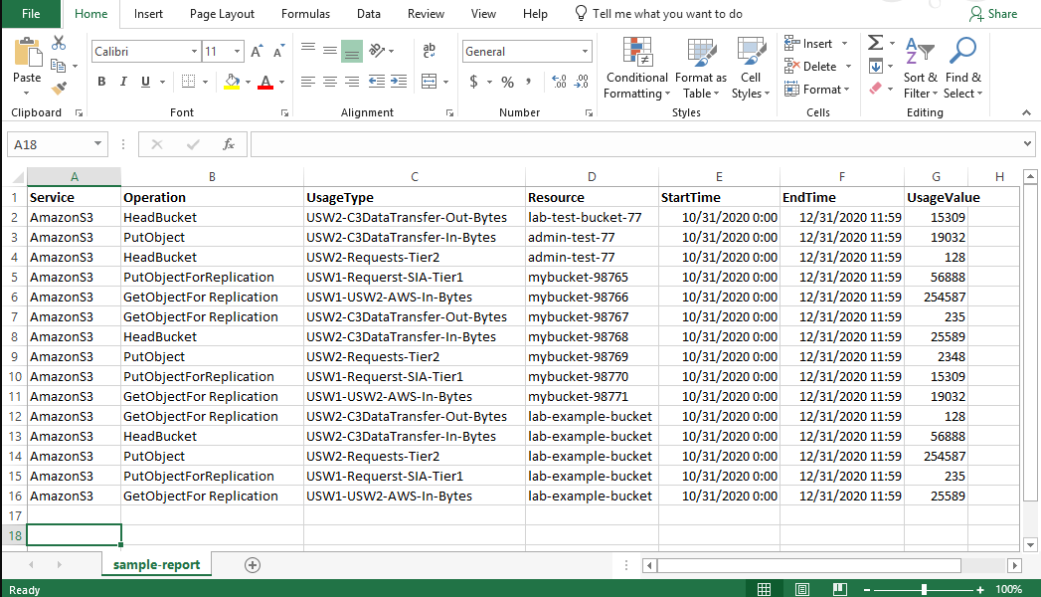 File Home Insert Page Layout Formulas Data Review View Help Tell me what you want to do Share
Paste Calibri 11 A A ab General Conditional Formatting Format as Table Cell Styles Insert Delete Format Sort & Filter Find & Select
B I U A $ % , .00 .00
Clipboard Font Alignment Number Styles Cells Editing
A18 fx
A B C D E F G H
1 Service Operation UsageType Resource StartTime EndTime UsageValue
2 AmazonS3 HeadBucket USW2-C3DataTransfer-Out-Bytes lab-test-bucket-77 10/31/2020 0:00 12/31/2020 11:59 15309
3 AmazonS3 PutObject USW2-C3DataTransfer-In-Bytes admin-test-77 10/31/2020 0:00 12/31/2020 11:59 19032
4 AmazonS3 HeadBucket USW2-Requests-Tier2 admin-test-77 10/31/2020 0:00 12/31/2020 11:59 128
5 AmazonS3 PutObjectForReplication USW1-Requerst-SIA-Tier1 mybucket-98765 10/31/2020 0:00 12/31/2020 11:59 56888
6 AmazonS3 GetObjectFor Replication USW1-USW2-AWS-In-Bytes mybucket-98766 10/31/2020 0:00 12/31/2020 11:59 254587
7 AmazonS3 GetObjectFor Replication USW2-C3DataTransfer-Out-Bytes mybucket-98767 10/31/2020 0:00 12/31/2020 11:59 235
8 AmazonS3 HeadBucket USW2-C3DataTransfer-In-Bytes mybucket-98768 10/31/2020 0:00 12/31/2020 11:59 25589
9 AmazonS3 PutObject USW2-Requests-Tier2 mybucket-98769 10/31/2020 0:00 12/31/2020 11:59 2348
10 AmazonS3 PutObjectForReplication USW1-Requerst-SIA-Tier1 mybucket-98770 10/31/2020 0:00 12/31/2020 11:59 15309
11 AmazonS3 GetObjectFor Replication USW1-USW2-AWS-In-Bytes mybucket-98771 10/31/2020 0:00 12/31/2020 11:59 19032
12 AmazonS3 GetObjectFor Replication USW2-C3DataTransfer-Out-Bytes lab-example-bucket 10/31/2020 0:00 12/31/2020 11:59 128
13 AmazonS3 HeadBucket USW2-C3DataTransfer-In-Bytes lab-example-bucket 10/31/2020 0:00 12/31/2020 11:59 56888
14 AmazonS3 PutObject USW2-Requests-Tier2 lab-example-bucket 10/31/2020 0:00 12/31/2020 11:59 254587
15 AmazonS3 PutObjectForReplication USW1-Requerst-SIA-Tier1 lab-example-bucket 10/31/2020 0:00 12/31/2020 11:59 235
16 AmazonS3 GetObjectFor Replication USW1-USW2-AWS-In-Bytes lab-example-bucket 10/31/2020 0:00 12/31/2020 11:59 25589
17
18
sample-report
Ready 100%